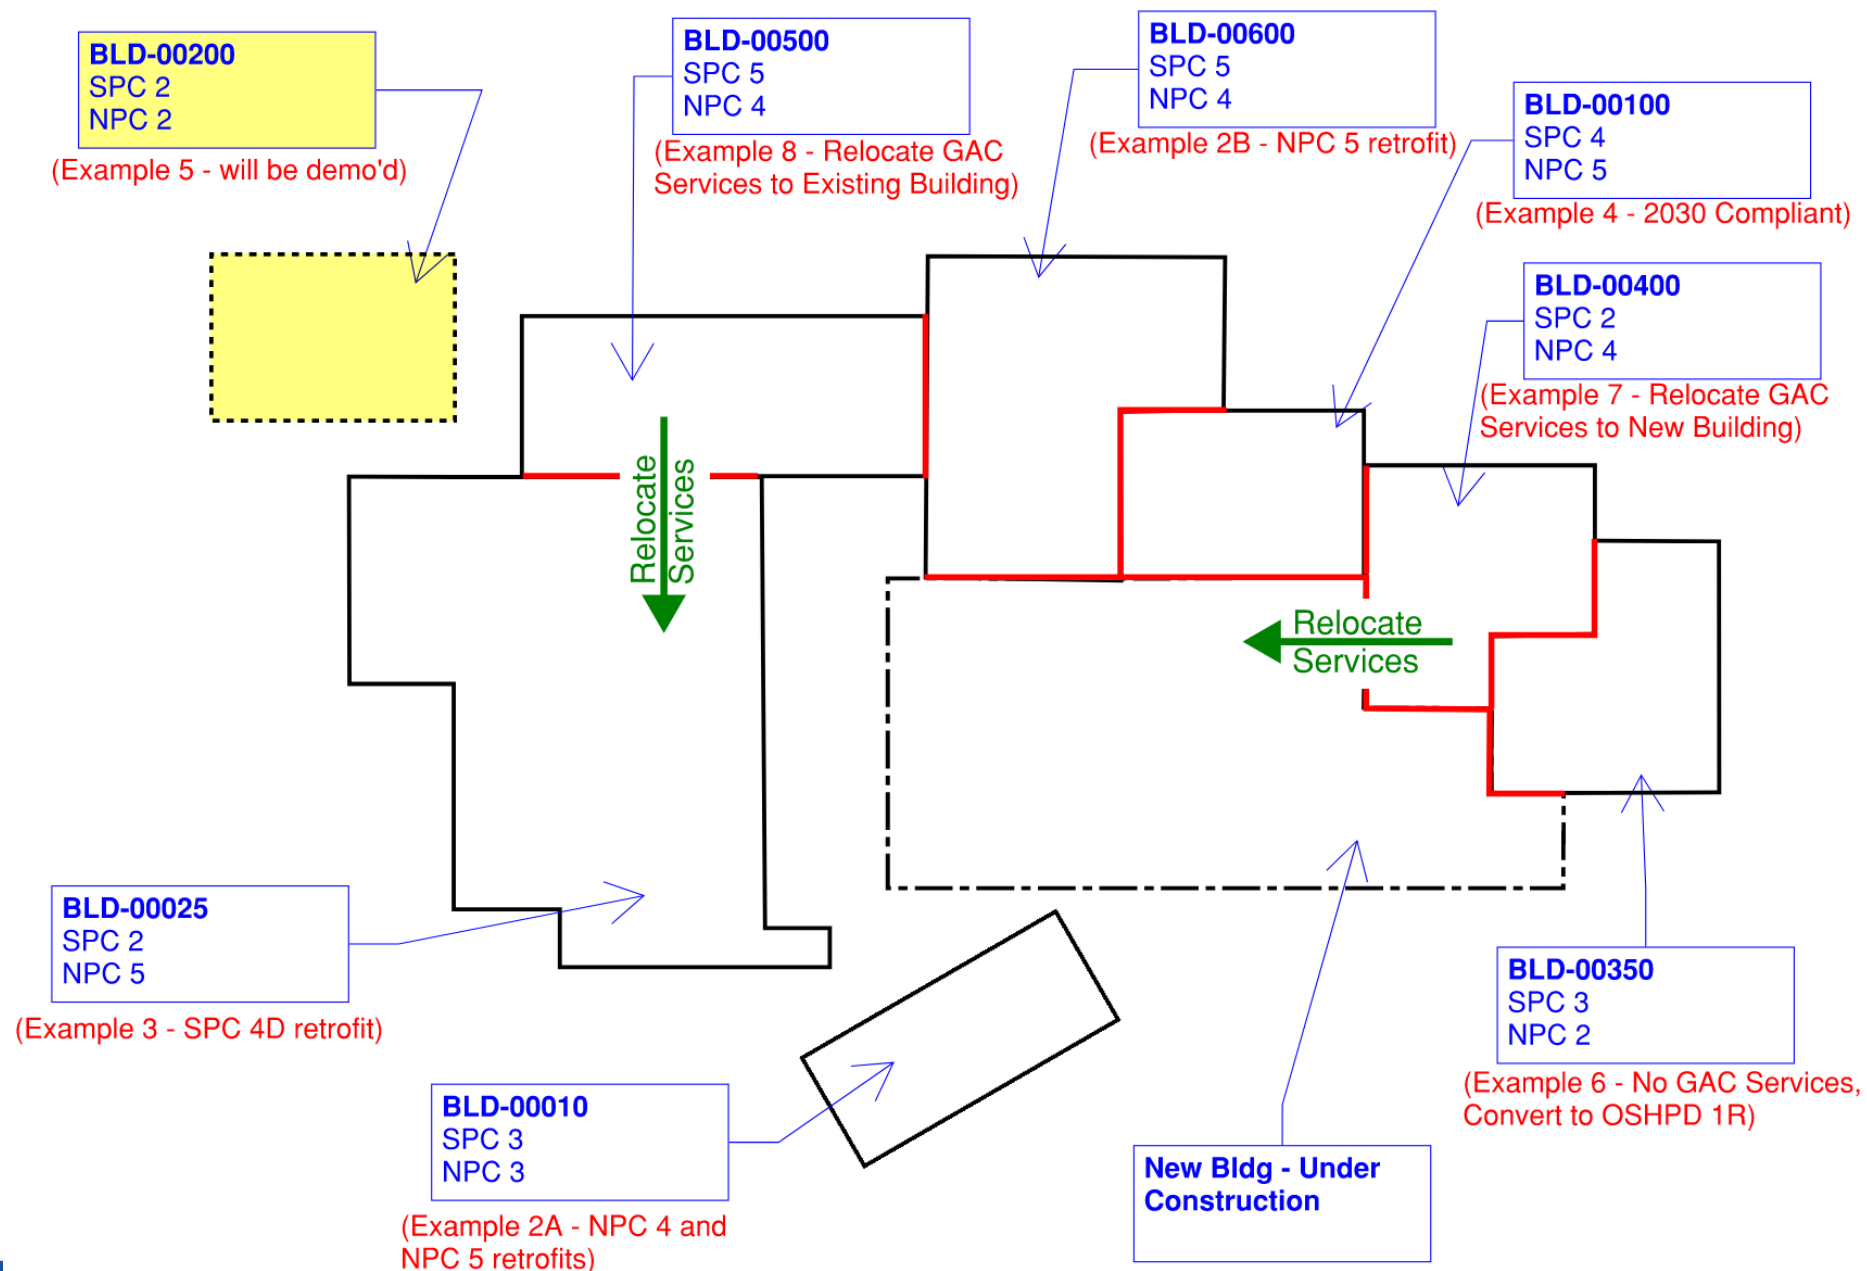 BLD-00200
SPC 2
NPC 2
(Example 5 - will be demo'd)
BLD-00500
SPC 5
NPC 4
(Example 8 - Relocate GAC
Services to Existing Building)
BLD-00600
SPC 5
NPC 4
(Example 2B - NPC 5 retrofit)
BLD-00100
SPC 4
NPC 5
(Example 4 - 2030 Compliant)
BLD-00400
SPC 2
NPC 4
(Example 7 - Relocate GAC
Services to New Building)
Relocate
Services
Relocate
Services
BLD-00025
SPC 2
NPC 5
(Example 3 - SPC 4D retrofit)
BLD-00010
SPC 3
NPC 3
(Example 2A - NPC 4 and
NPC 5 retrofits)
New Bldg - Under
Construction
BLD-00350
SPC 3
NPC 2
(Example 6 - No GAC Services,
Convert to OSHPD 1R)